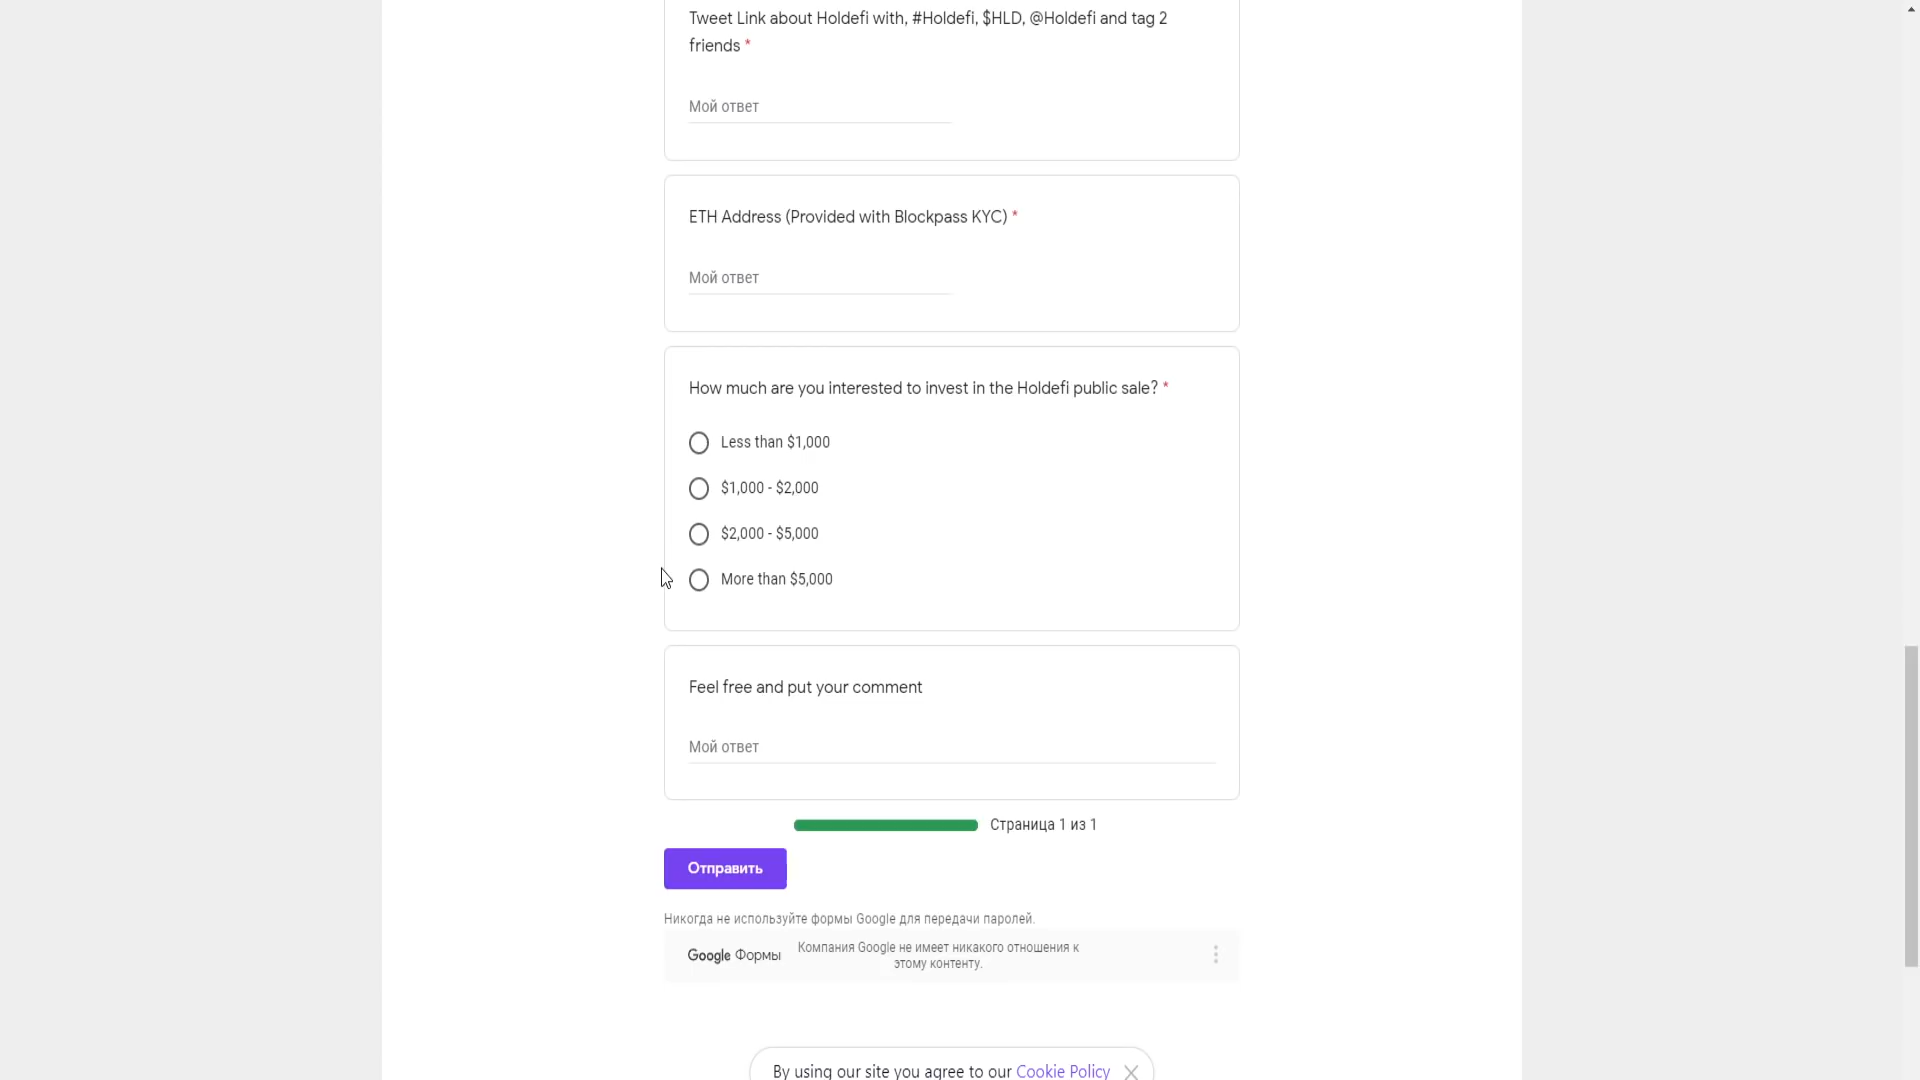 Tweet Link about Holdefi with, #Holdefi, $HLD, @Holdefi and tag 2
friends *
Мой ответ
ETH Address (Provided with Blockpass KYC) *
Мой ответ
How much are you interested to invest in the Holdefi public sale? *
Less than $1,000
$1,000 - $2,000
$2,000 - $5,000
More than $5,000
Feel free and put your comment
Мой ответ
Страница 1 из 1
Отправить
Никогда не используйте формы Google для передачи паролей.
Google Формы
Компания Google не имеет никакого отношения к
этому контенту.
By using our site you agree to our Cookie Policy